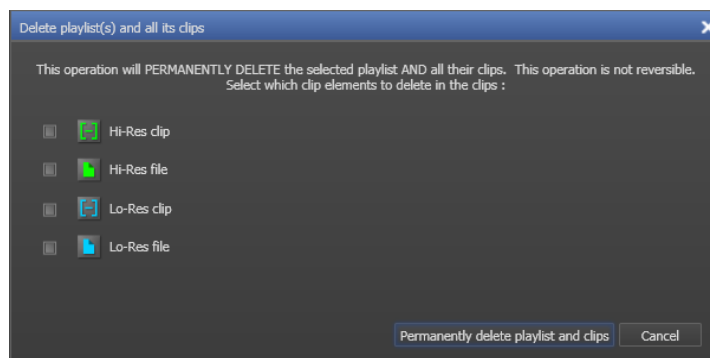 Delete playlist(s) and all its clips
This operation will PERMANENTLY DELETE the selected playlist AND all their clips. This operation is not reversible.
Select which clip elements to delete in the clips :
Hi-Res clip
Hi-Res file
Lo-Res clip
Lo-Res file
Permanently delete playlist and clips Cancel